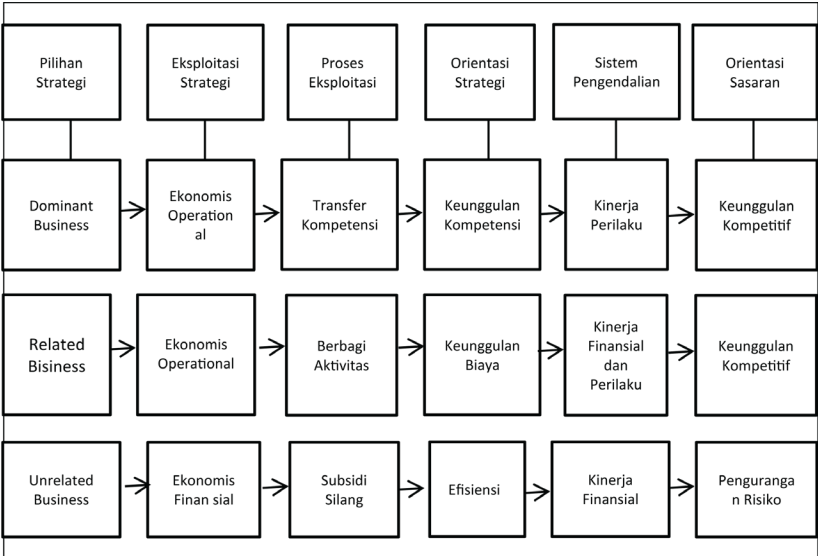 Pilihan
Strategi
Eksploitasi
Strategi
Proses
Eksploitasi
Orientasi
Strategi
Sistem
Pengendalian
Orientasi
Sasaran
Dominant
Business
Ekonomis
Operation
al
Transfer
Kompetensi
Keunggulan
Kompetensi
Kinerja
Perilaku
Keunggulan
Kompetitif
Related
Bisiness
Ekonomis
Operational
Berbagi
Aktivitas
Keunggulan
Biaya
Kinerja
Finansial
dan
Perilaku
Keunggulan
Kompetitif
Unrelated
Business
Ekonomis
Finan sial
Subsidi
Silang
Efisiensi
Kinerja
Finansial
Penguranga
n Risiko